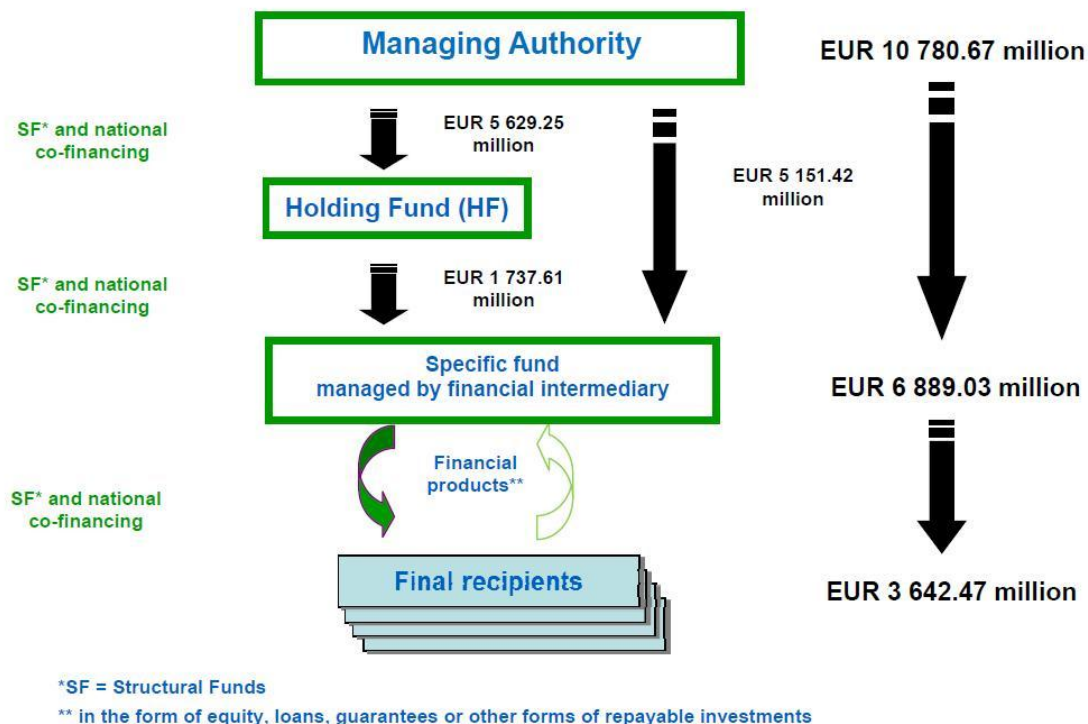 Managing Authority
EUR 10 780.67 million
SF* and national
co-financing
EUR 5 629.25
million
EUR 5 151.42
million
Holding Fund (HF)
SF* and national
co-financing
EUR 1 737.61
million
Specific fund
managed by financial intermediary
EUR 6 889.03 million
Financial
products**
SF* and national
co-financing
Final recipients
EUR 3 642.47 million
*SF = Structural Funds
** in the form of equity, loans, guarantees or other forms of repayable investments